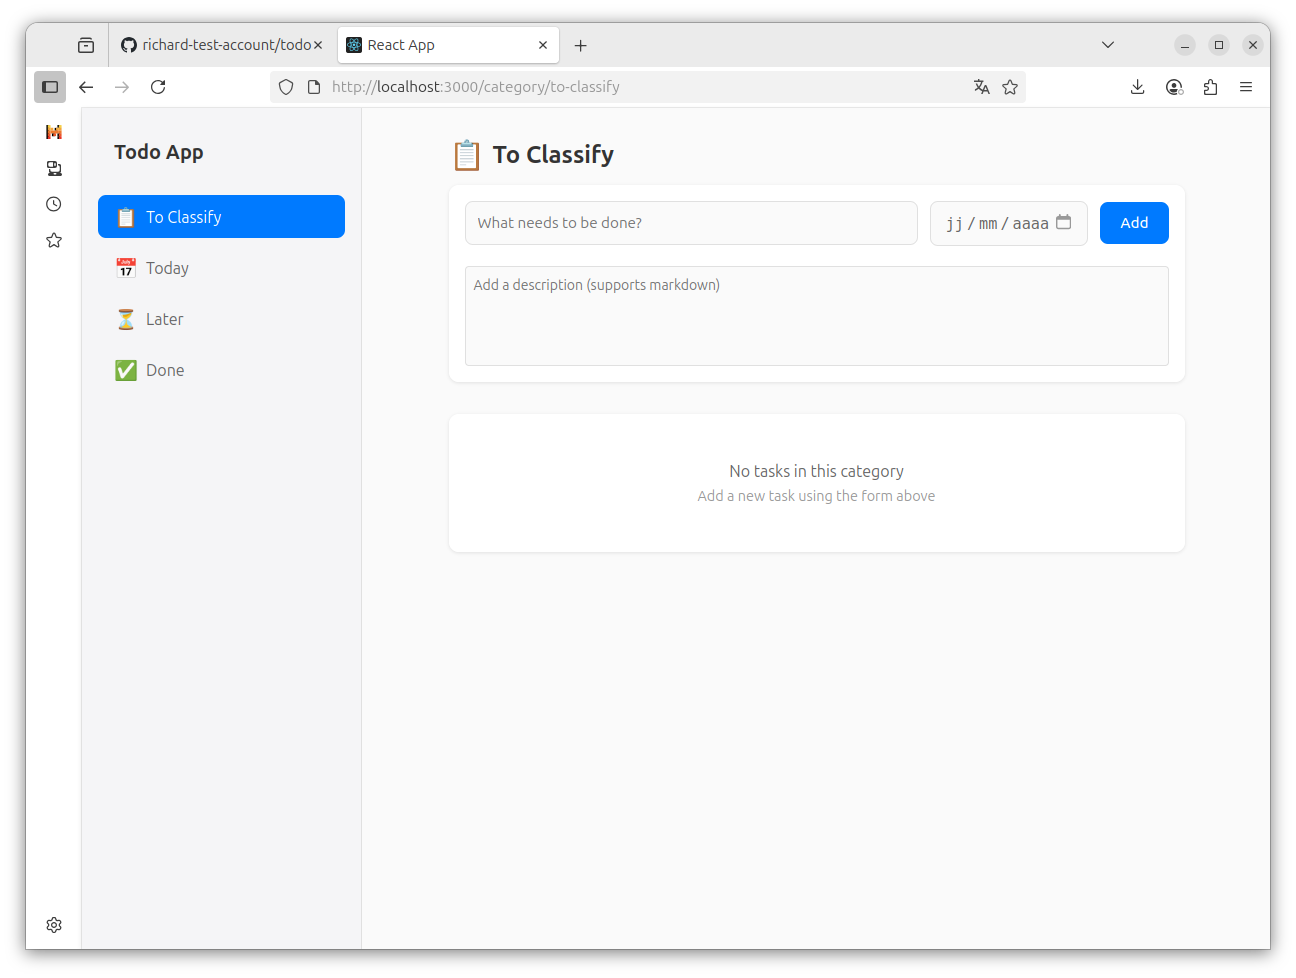 richard-test-account/todo
React App
http://localhost:3000/category/to-classify
Todo App
To Classify
Today
Later
Done
To Classify
What needs to be done?
jj/mm/aaaa
Add
Add a description (supports markdown)
No tasks in this category
Add a new task using the form above